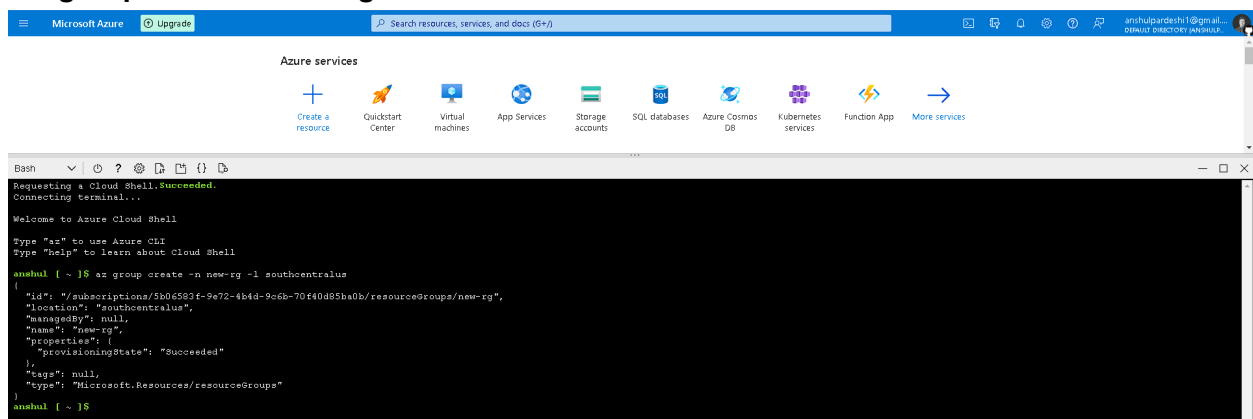 Microsoft Azure
Upgrade
Search resources, services, and docs (G+/)
anshulpardeshi1@gmail....
DEFAULT DIRECTORY (ANSHULP...
Azure services
Create a resource
Quickstart Center
Virtual machines
App Services
Storage accounts
SQL databases
Azure Cosmos DB
Kubernetes services
Function App
More services
Bash
Requesting a Cloud Shell.Succeeded.
Connecting terminal...
Welcome to Azure Cloud Shell
Type "az" to use Azure CLI
Type "help" to learn about Cloud Shell
anshul [ ~ ]$ az group create -n new-rg -l southcentralus
{
  "id": "/subscriptions/5b06583f-9e72-4b4d-9c6b-70f40d85ba0b/resourceGroups/new-rg",
  "location": "southcentralus",
  "managedBy": null,
  "name": "new-rg",
  "properties": {
    "provisioningState": "Succeeded"
  },
  "tags": null,
  "type": "Microsoft.Resources/resourceGroups"
}
anshul [ ~ ]$